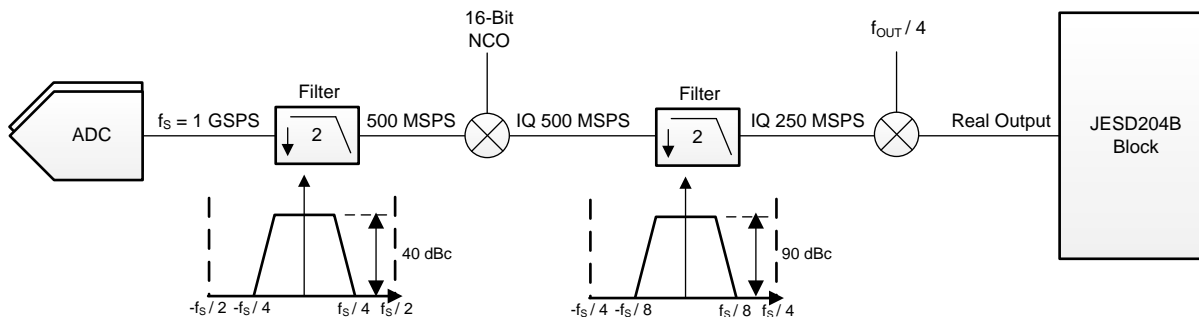 16-Bit
NCO
f_OUT / 4
Filter
Filter
ADC
f_S = 1 GSPS
2
500 MSPS
IQ 500 MSPS
2
IQ 250 MSPS
Real Output
JESD204B
Block
40 dBc
90 dBc
-f_S / 2
-f_S / 4
f_S / 4
f_S / 2
-f_S / 4
-f_S / 8
f_S / 8
f_S / 4